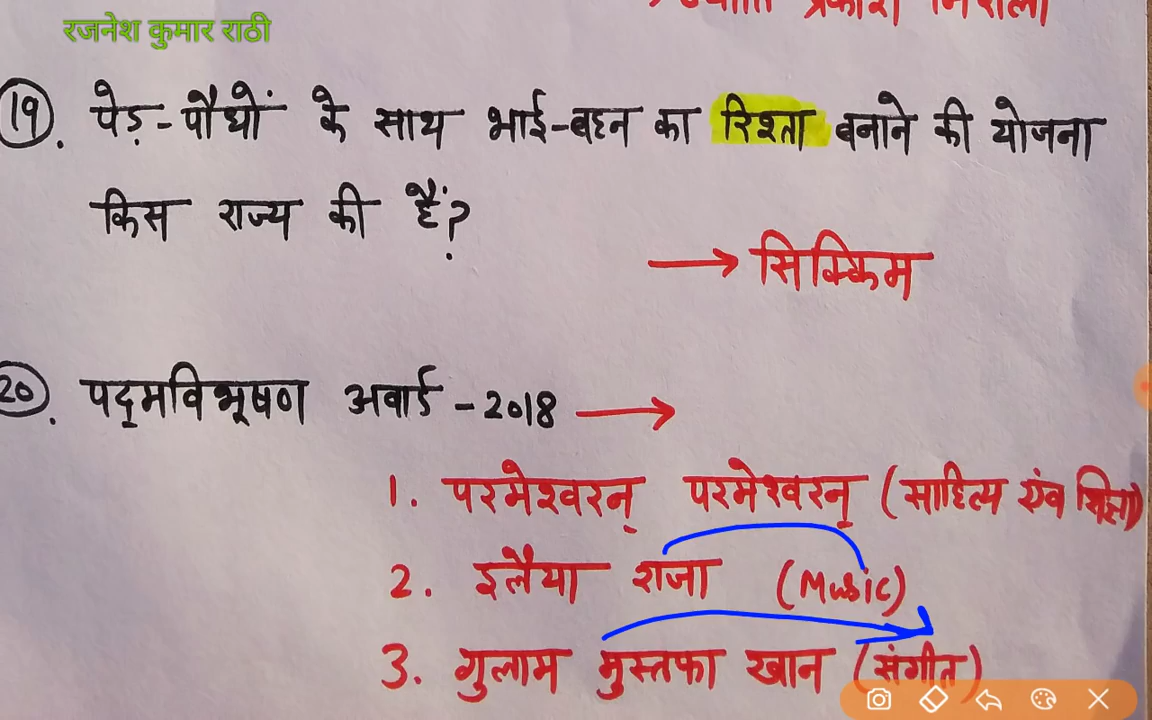 प्रकाश निराला
रजनेश कुमार राठी
19. पेड़-पौधों के साथ भाई-बहन का रिश्ता बनाने की योजना
किस राज्य की हैं?
→ सिक्किम
20. पद्मविभूषण अवार्ड -2018 →
1. परमेश्वरन् परमेश्वरन् (साहित्य एंव शिक्षा)
2. इलैया राजा (Music)
3. गुलाम मुस्तफा खान (संगीत)